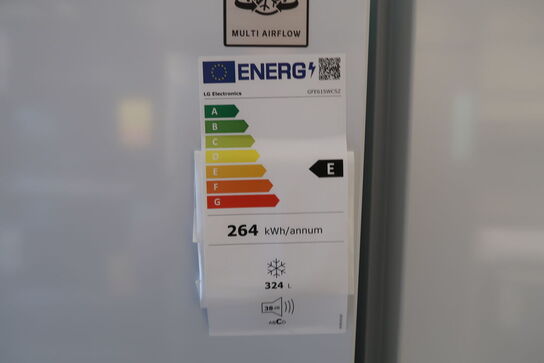 MULTI AIRFLOW
ENERG
LG Electronics GFE61SWCSZ
A
B
C
D
E
E
F
G
264 kWh/annum
324 L
38 dB
ABCD